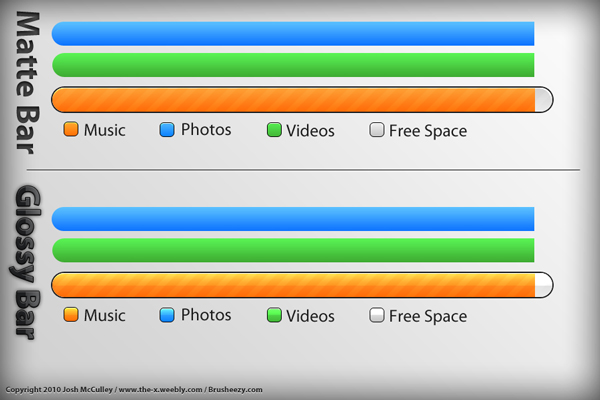 Matte Bar
Music Photos Videos Free Space
Glossy Bar
Music Photos Videos Free Space
Copyright 2010 Josh McCulley / www.the-x.weebly.com / Brusheezy.com